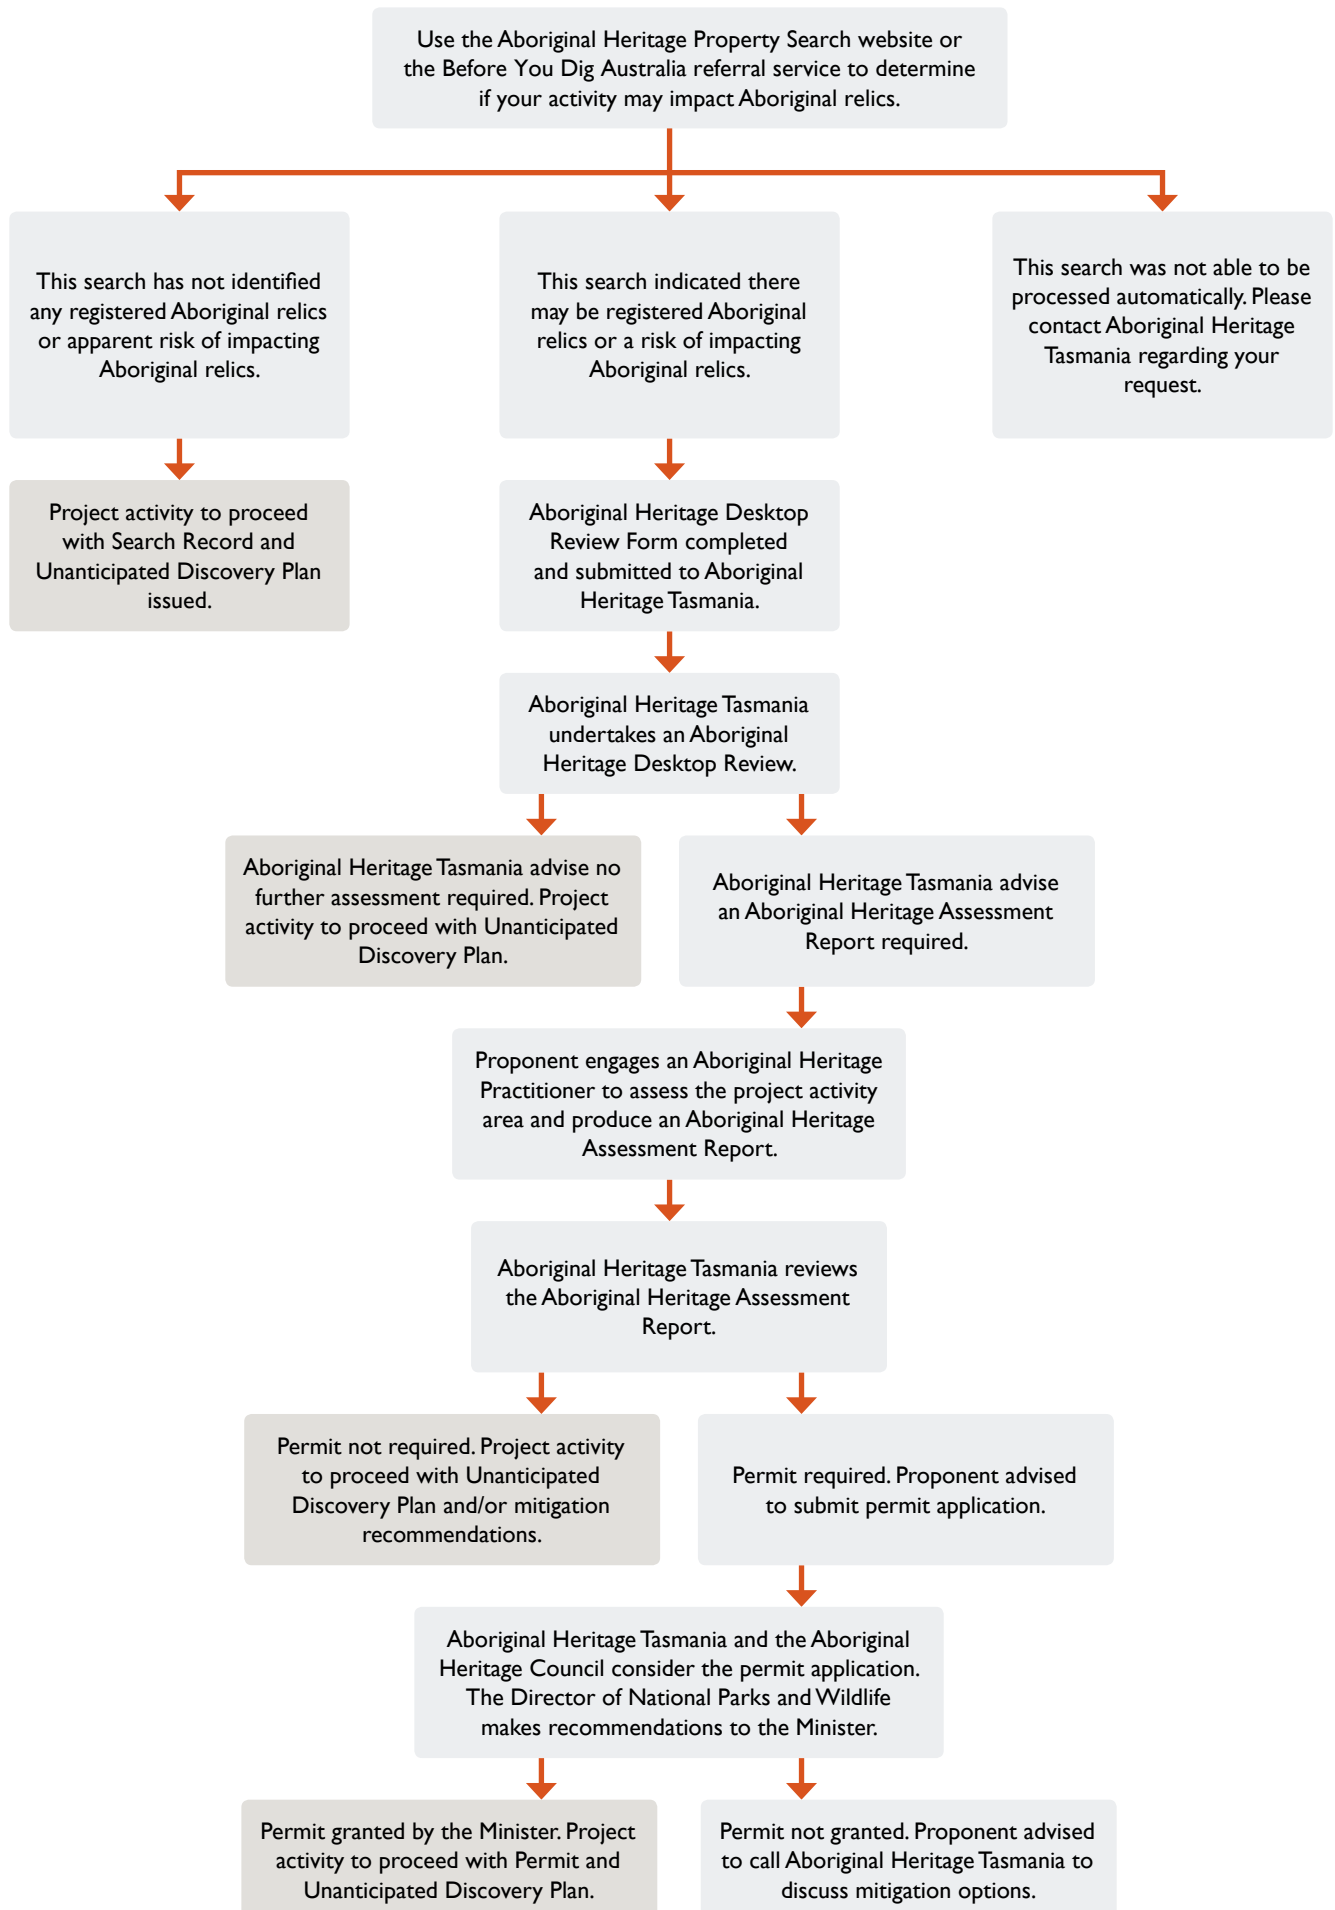 Use the Aboriginal Heritage Property Search website or
the Before You Dig Australia referral service to determine
if your activity may impact Aboriginal relics.
This search has not identified
any registered Aboriginal relics
or apparent risk of impacting
Aboriginal relics.
This search indicated there
may be registered Aboriginal
relics or a risk of impacting
Aboriginal relics.
This search was not able to be
processed automatically. Please
contact Aboriginal Heritage
Tasmania regarding your
request.
Project activity to proceed
with Search Record and
Unanticipated Discovery Plan
issued.
Aboriginal Heritage Desktop
Review Form completed
and submitted to Aboriginal
Heritage Tasmania.
Aboriginal Heritage Tasmania
undertakes an Aboriginal
Heritage Desktop Review.
Aboriginal Heritage Tasmania advise no
further assessment required. Project
activity to proceed with Unanticipated
Discovery Plan.
Aboriginal Heritage Tasmania advise
an Aboriginal Heritage Assessment
Report required.
Proponent engages an Aboriginal Heritage
Practitioner to assess the project activity
area and produce an Aboriginal Heritage
Assessment Report.
Aboriginal Heritage Tasmania reviews
the Aboriginal Heritage Assessment
Report.
Permit not required. Project activity
to proceed with Unanticipated
Discovery Plan and/or mitigation
recommendations.
Permit required. Proponent advised
to submit permit application.
Aboriginal Heritage Tasmania and the Aboriginal
Heritage Council consider the permit application.
The Director of National Parks and Wildlife
makes recommendations to the Minister.
Permit granted by the Minister. Project
activity to proceed with Permit and
Unanticipated Discovery Plan.
Permit not granted. Proponent advised
to call Aboriginal Heritage Tasmania to
discuss mitigation options.